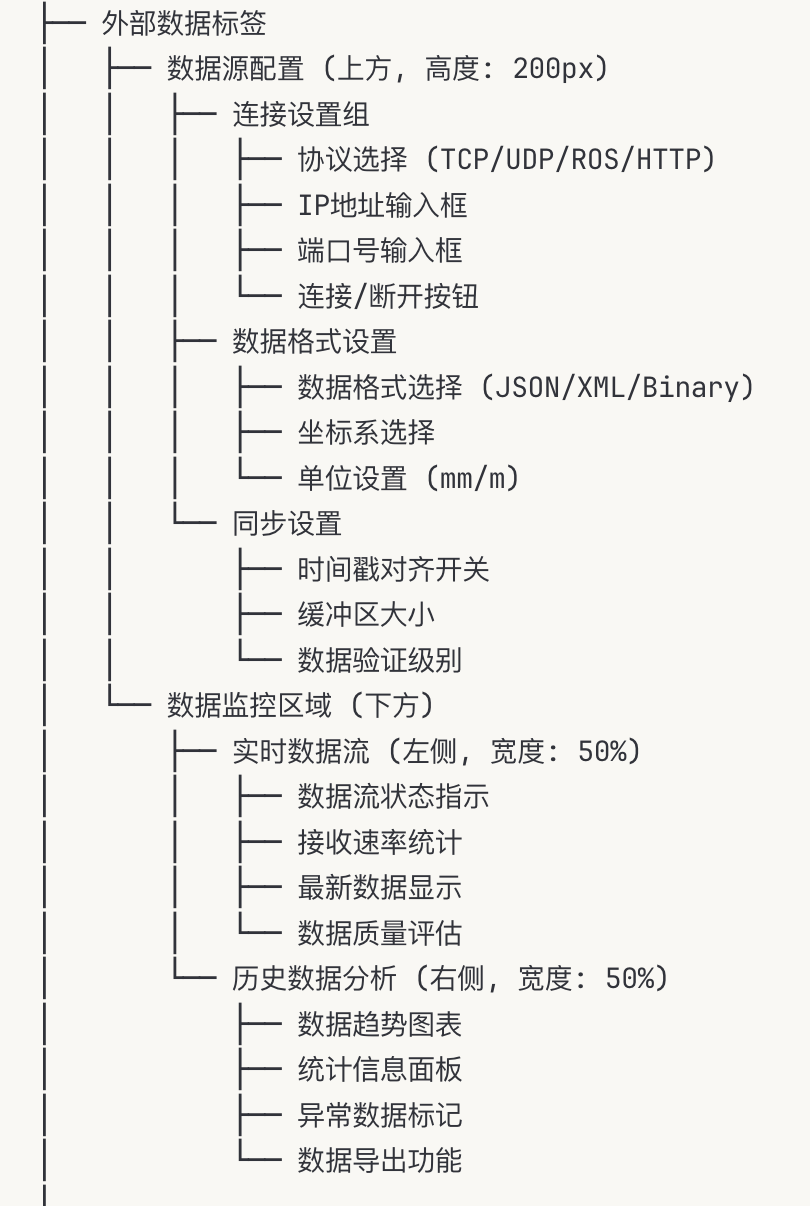 ├── 外部数据标签
│   ├── 数据源配置 (上方, 高度: 200px)
│   │   ├── 连接设置组
│   │   │   ├── 协议选择 (TCP/UDP/ROS/HTTP)
│   │   │   ├── IP地址输入框
│   │   │   ├── 端口号输入框
│   │   │   └── 连接/断开按钮
│   │   ├── 数据格式设置
│   │   │   ├── 数据格式选择 (JSON/XML/Binary)
│   │   │   ├── 坐标系选择
│   │   │   └── 单位设置 (mm/m)
│   │   └── 同步设置
│   │       ├── 时间戳对齐开关
│   │       ├── 缓冲区大小
│   │       └── 数据验证级别
│   └── 数据监控区域 (下方)
│       ├── 实时数据流 (左侧, 宽度: 50%)
│       │   ├── 数据流状态指示
│       │   ├── 接收速率统计
│       │   ├── 最新数据显示
│       │   └── 数据质量评估
│       └── 历史数据分析 (右侧, 宽度: 50%)
│           ├── 数据趋势图表
│           ├── 统计信息面板
│           ├── 异常数据标记
│           └── 数据导出功能
│